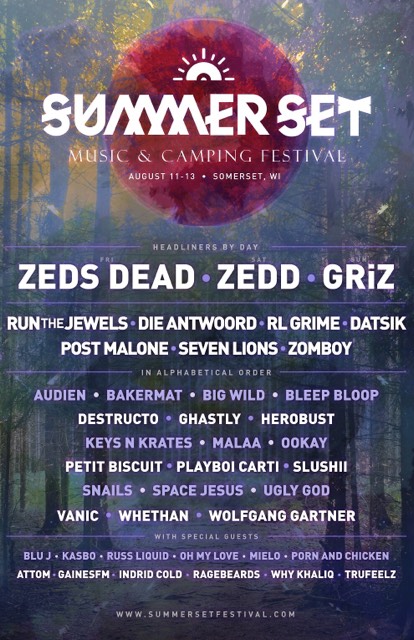 SUMMER SET
MUSIC & CAMPING FESTIVAL
AUGUST 11-13 • SOMERSET, WI
HEADLINERS BY DAY
FRI SAT SUN
ZEDS DEAD • ZEDD • GRiZ
RUN THE JEWELS • DIE ANTWOORD • RL GRIME • DATSIK
POST MALONE • SEVEN LIONS • ZOMBOY
IN ALPHABETICAL ORDER
AUDIEN • BAKERMAT • BIG WILD • BLEEP BLOOP
DESTRUCTO • GHASTLY • HEROBUST
KEYS N KRATES • MALAA • OOKAY
PETIT BISCUIT • PLAYBOI CARTI • SLUSHII
SNAILS • SPACE JESUS • UGLY GOD
VANIC • WHETHAN • WOLFGANG GARTNER
WITH SPECIAL GUESTS
BLU J • KASBO • RUSS LIQUID • OH MY LOVE • MIELO • PORN AND CHICKEN
ATTOM • GAINESFM • INDRID COLD • RAGEBEARDS • WHY KHALIQ • TRUFEELZ
WWW.SUMMERSETFESTIVAL.COM